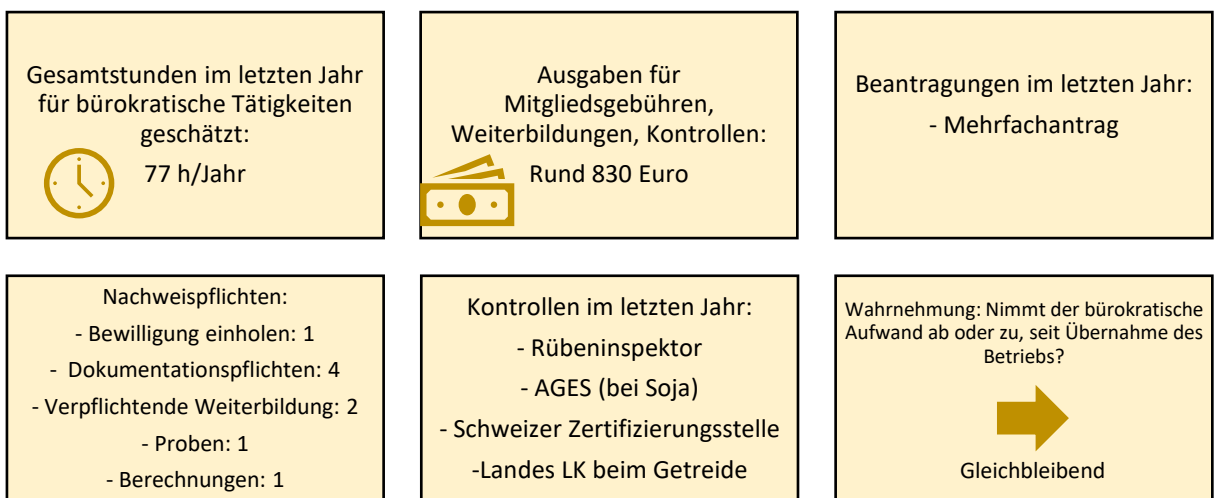 Gesamtstunden im letzten Jahr
für bürokratische Tätigkeiten
geschätzt:
77 h/Jahr
Ausgaben für
Mitgliedsgebühren,
Weiterbildungen, Kontrollen:
Rund 830 Euro
Beantragungen im letzten Jahr:
- Mehrfachantrag
Nachweispflichten:
- Bewilligung einholen: 1
- Dokumentationspflichten: 4
- Verpflichtende Weiterbildung: 2
- Proben: 1
- Berechnungen: 1
Kontrollen im letzten Jahr:
- Rübeninspektor
- AGES (bei Soja)
- Schweizer Zertifizierungsstelle
-Landes LK beim Getreide
Wahrnehmung: Nimmt der bürokratische
Aufwand ab oder zu, seit Übernahme des
Betriebs?
Gleichbleibend